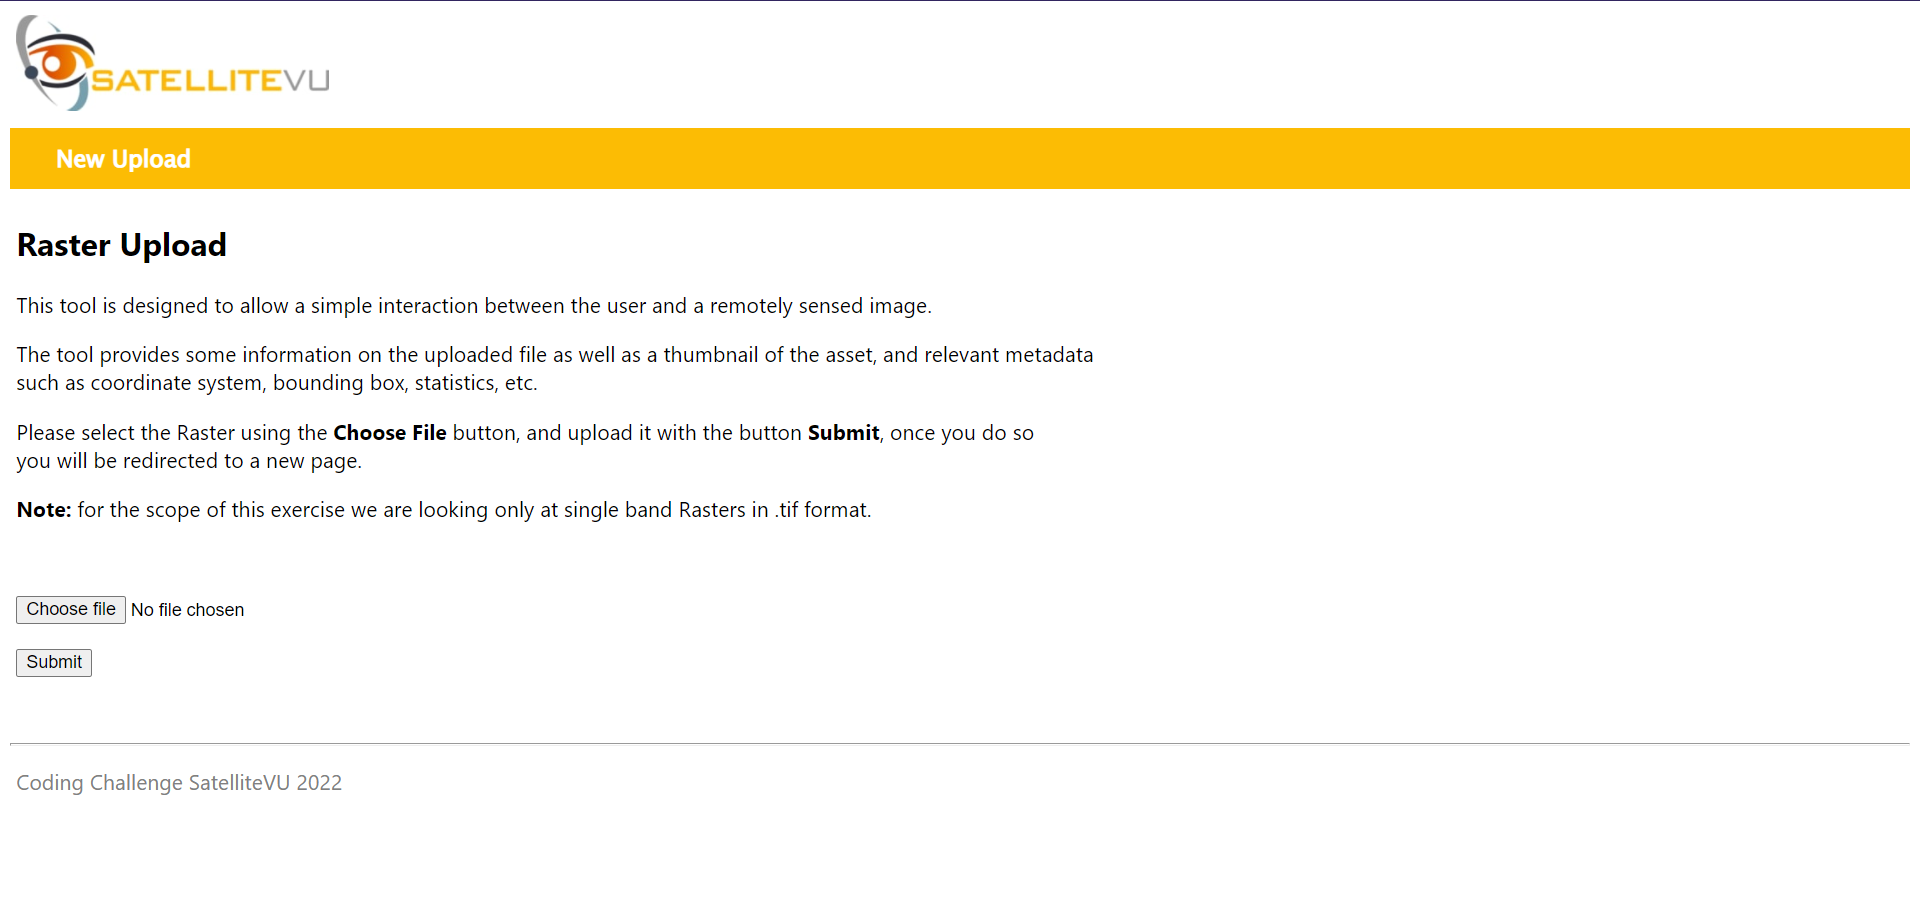 SATELLITEVU
New Upload
Raster Upload
This tool is designed to allow a simple interaction between the user and a remotely sensed image.
The tool provides some information on the uploaded file as well as a thumbnail of the asset, and relevant metadata
such as coordinate system, bounding box, statistics, etc.
Please select the Raster using the Choose File button, and upload it with the button Submit, once you do so
you will be redirected to a new page.
Note: for the scope of this exercise we are looking only at single band Rasters in .tif format.
Choose file No file chosen
Submit
Coding Challenge SatelliteVU 2022